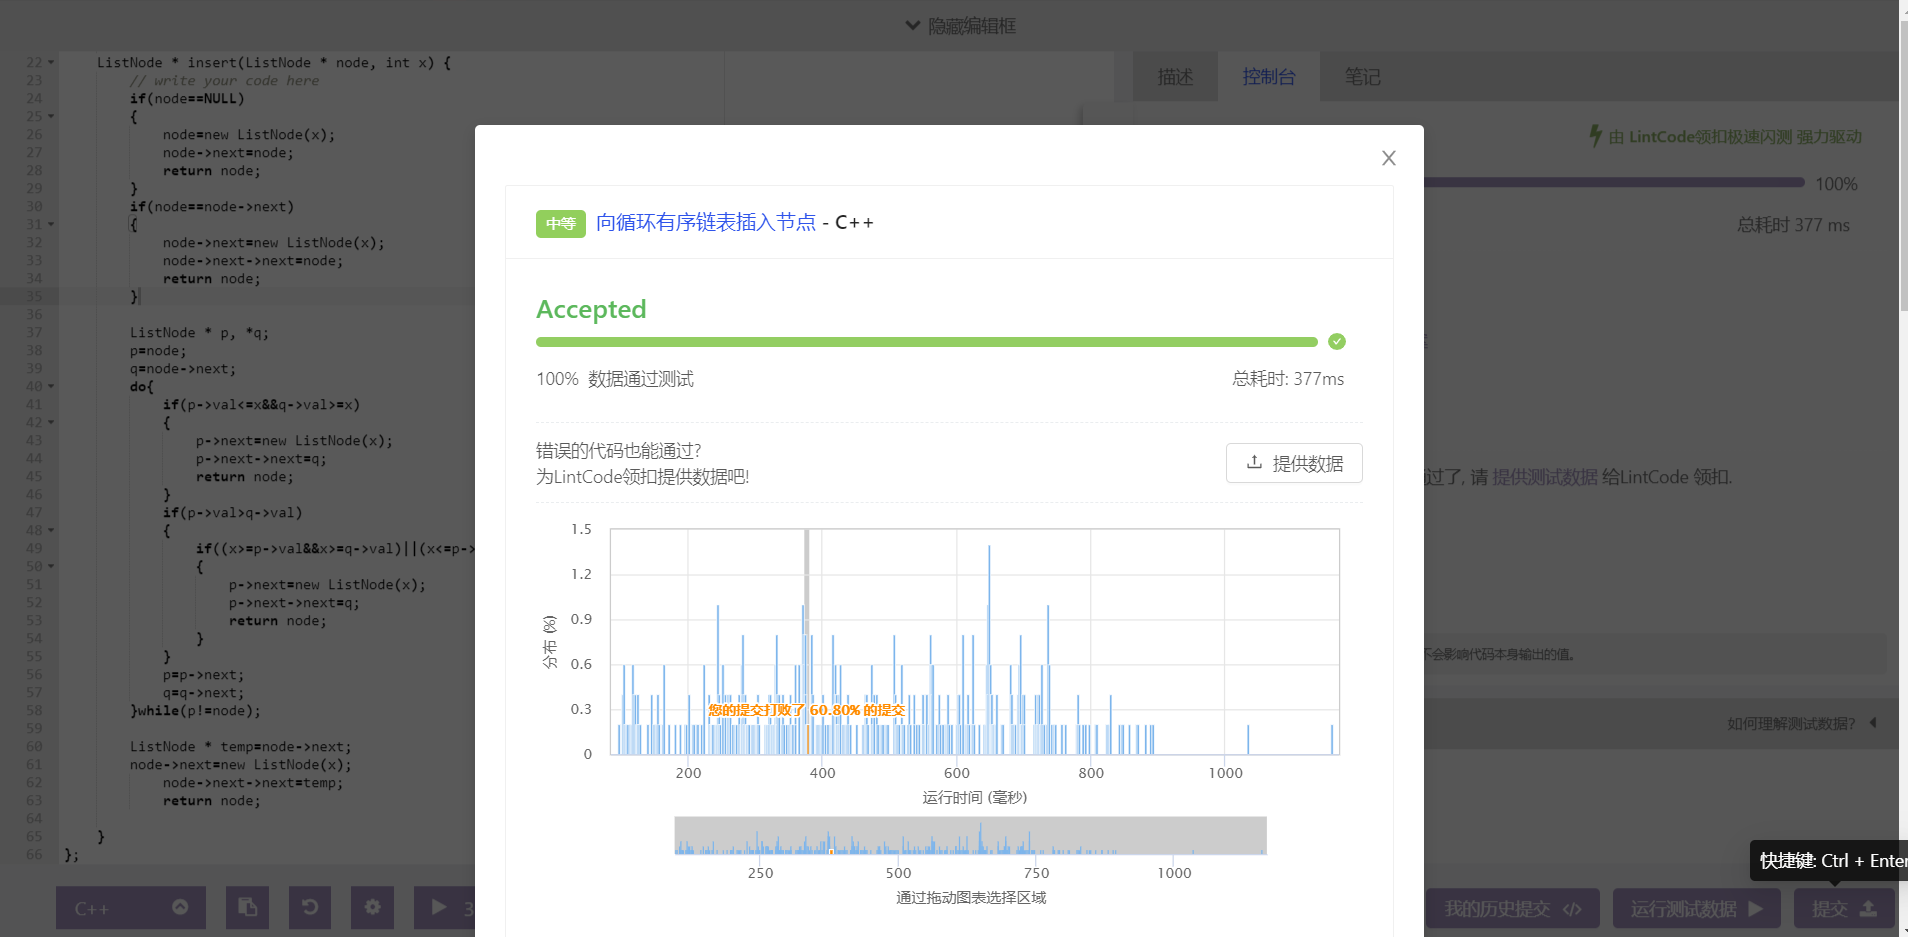 隐藏编辑框
22 ListNode * insert(ListNode * node, int x) {
23 // write your code here
24 if(node==NULL)
25 {
26 node=new ListNode(x);
27 node->next=node;
28 return node;
29 }
30 if(node==node->next)
31 {
32 node->next=new ListNode(x);
33 node->next->next=node;
34 return node;
35 }
36
37 ListNode * p, *q;
38 p=node;
39 q=node->next;
40 do{
41 if(p->val<=x&&q->val>=x)
42 {
43 p->next=new ListNode(x);
44 p->next->next=q;
45 return node;
46 }
47 if(p->val>q->val)
48 {
49 if((x>=p->val&&x>=q->val)||(x<=p->
50 {
51 p->next=new ListNode(x);
52 p->next->next=q;
53 return node;
54 }
55 }
56 p=p->next;
57 q=q->next;
58 }while(p!=node);
59
60 ListNode * temp=node->next;
61 node->next=new ListNode(x);
62 node->next->next=temp;
63 return node;
64
65 }
66 };
C++
3
描述 控制台 笔记
由 LintCode领扣极速闪测 强力驱动
100%
总耗时 377 ms
过了, 请 提供测试数据 给LintCode 领扣.
不会影响代码本身输出的值。
如何理解测试数据?
快捷键: Ctrl + Enter
我的历史提交 </>
运行测试数据
提交
X
中等 向循环有序链表插入节点 - C++
Accepted
100% 数据通过测试 总耗时: 377ms
错误的代码也能通过?
为LintCode领扣提供数据吧!
提供数据
1.5
1.2
0.9
0.6
0.3
0
分布 (%)
您的提交打败了 60.80% 的提交
200 400 600 800 1000
运行时间 (毫秒)
250 500 750 1000
通过拖动图表选择区域